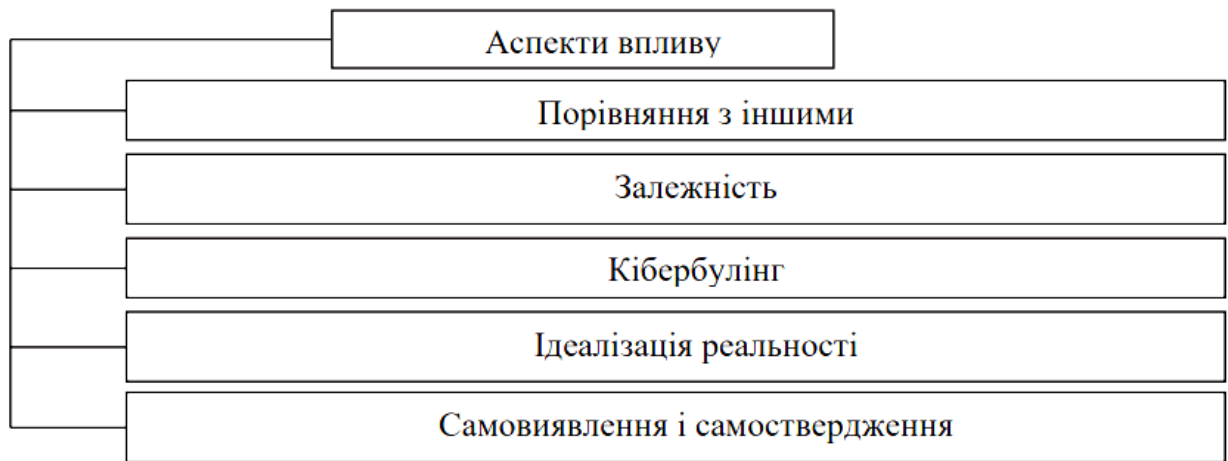 Аспекти впливу
Порівняння з іншими
Залежність
Кібербулінг
Ідеалізація реальності
Самовиявлення і самоствердження